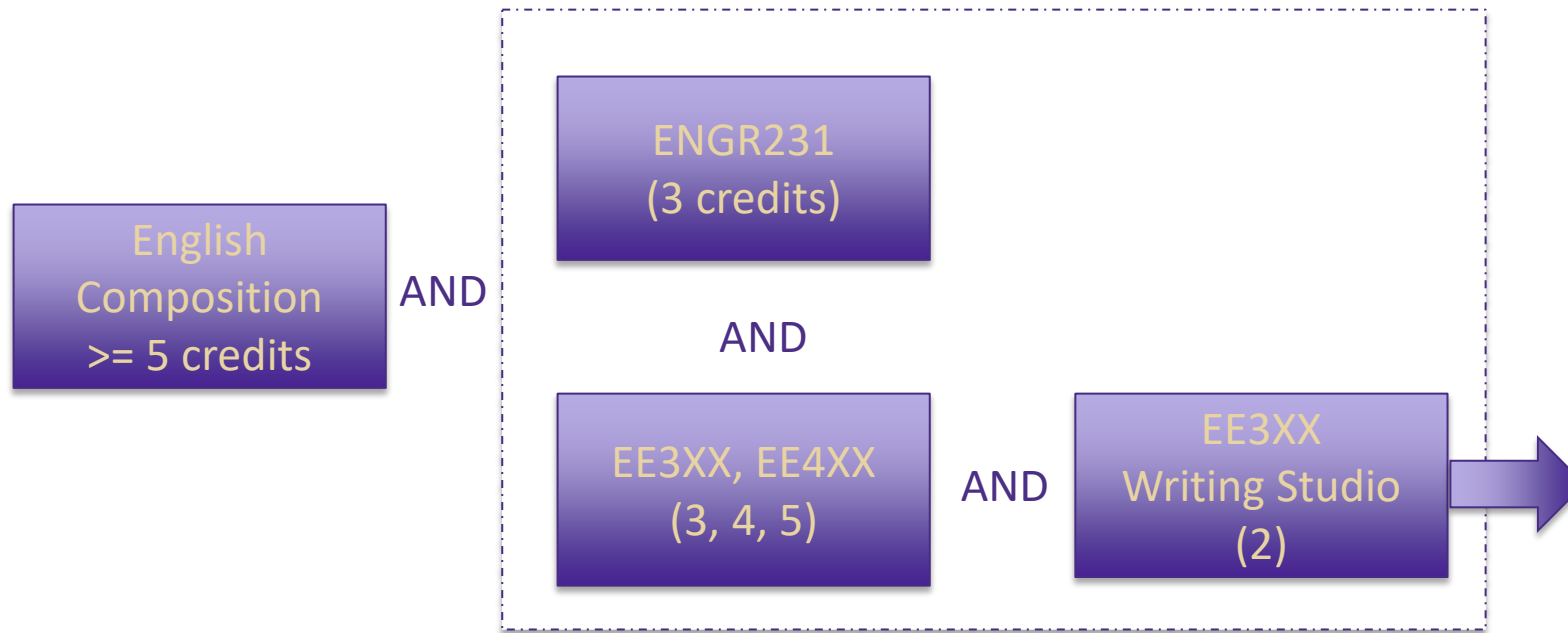 English
Composition
>= 5 credits
AND
ENGR231
(3 credits)
AND
EE3XX, EE4XX
(3, 4, 5)
AND
EE3XX
Writing Studio
(2)